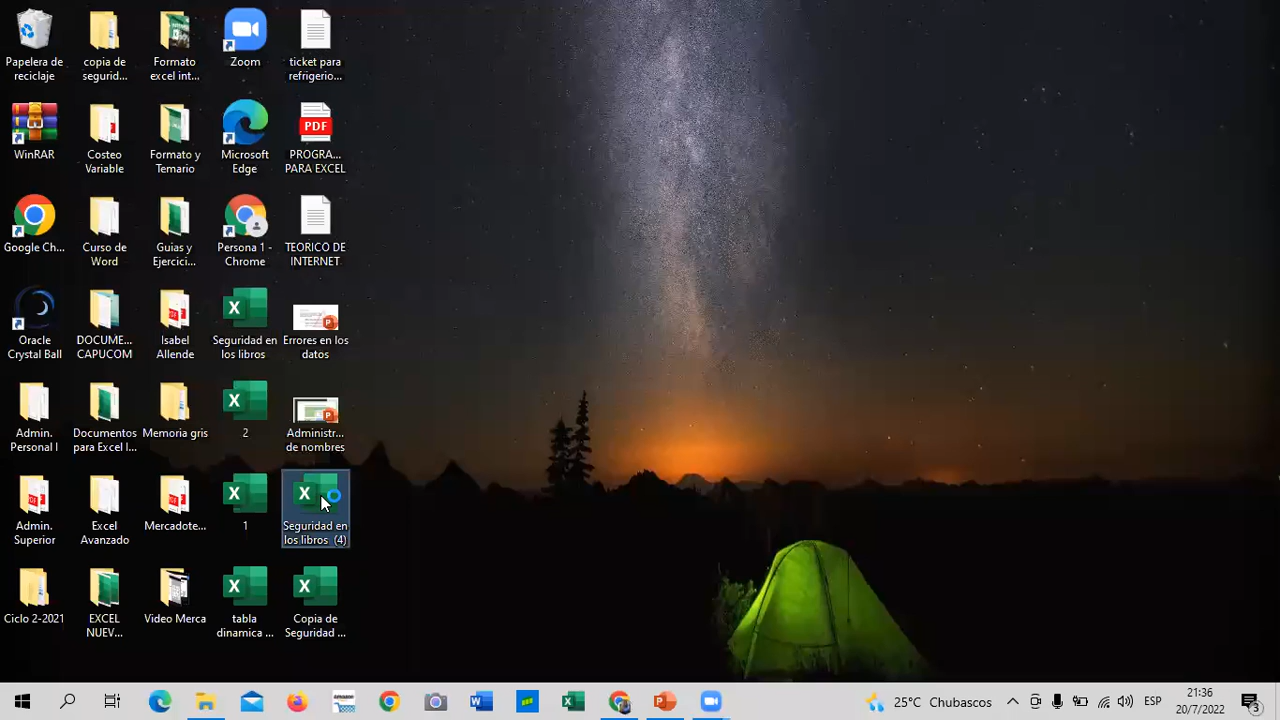 Papelera de
reciclaje
copia de
segurid...
Formato
excel int...
Zoom
ticket para
refrigerio...
WinRAR
Costeo
Variable
Formato y
Temario
Microsoft
Edge
PDF
PROGRA...
PARA EXCEL
Google Ch...
Curso de
Word
Guias y
Ejercici...
Persona 1 -
Chrome
TEORICO DE
INTERNET
Oracle
Crystal Ball
DOCUME...
CAPUCOM
Isabel
Allende
Seguridad en
los libros
Errores en los
datos
Admin.
Personal I
Documentos
para Excel I...
Memoria gris
2
Administr...
de nombres
Admin.
Superior
Excel
Avanzado
Mercadote...
1
Seguridad en
los libros (4)
Ciclo 2-2021
EXCEL
NUEV...
Video Merca
tabla
dinamica ...
Copia de
Seguridad ...
25°C Chubascos
ESP
21:36
20/7/2022
3